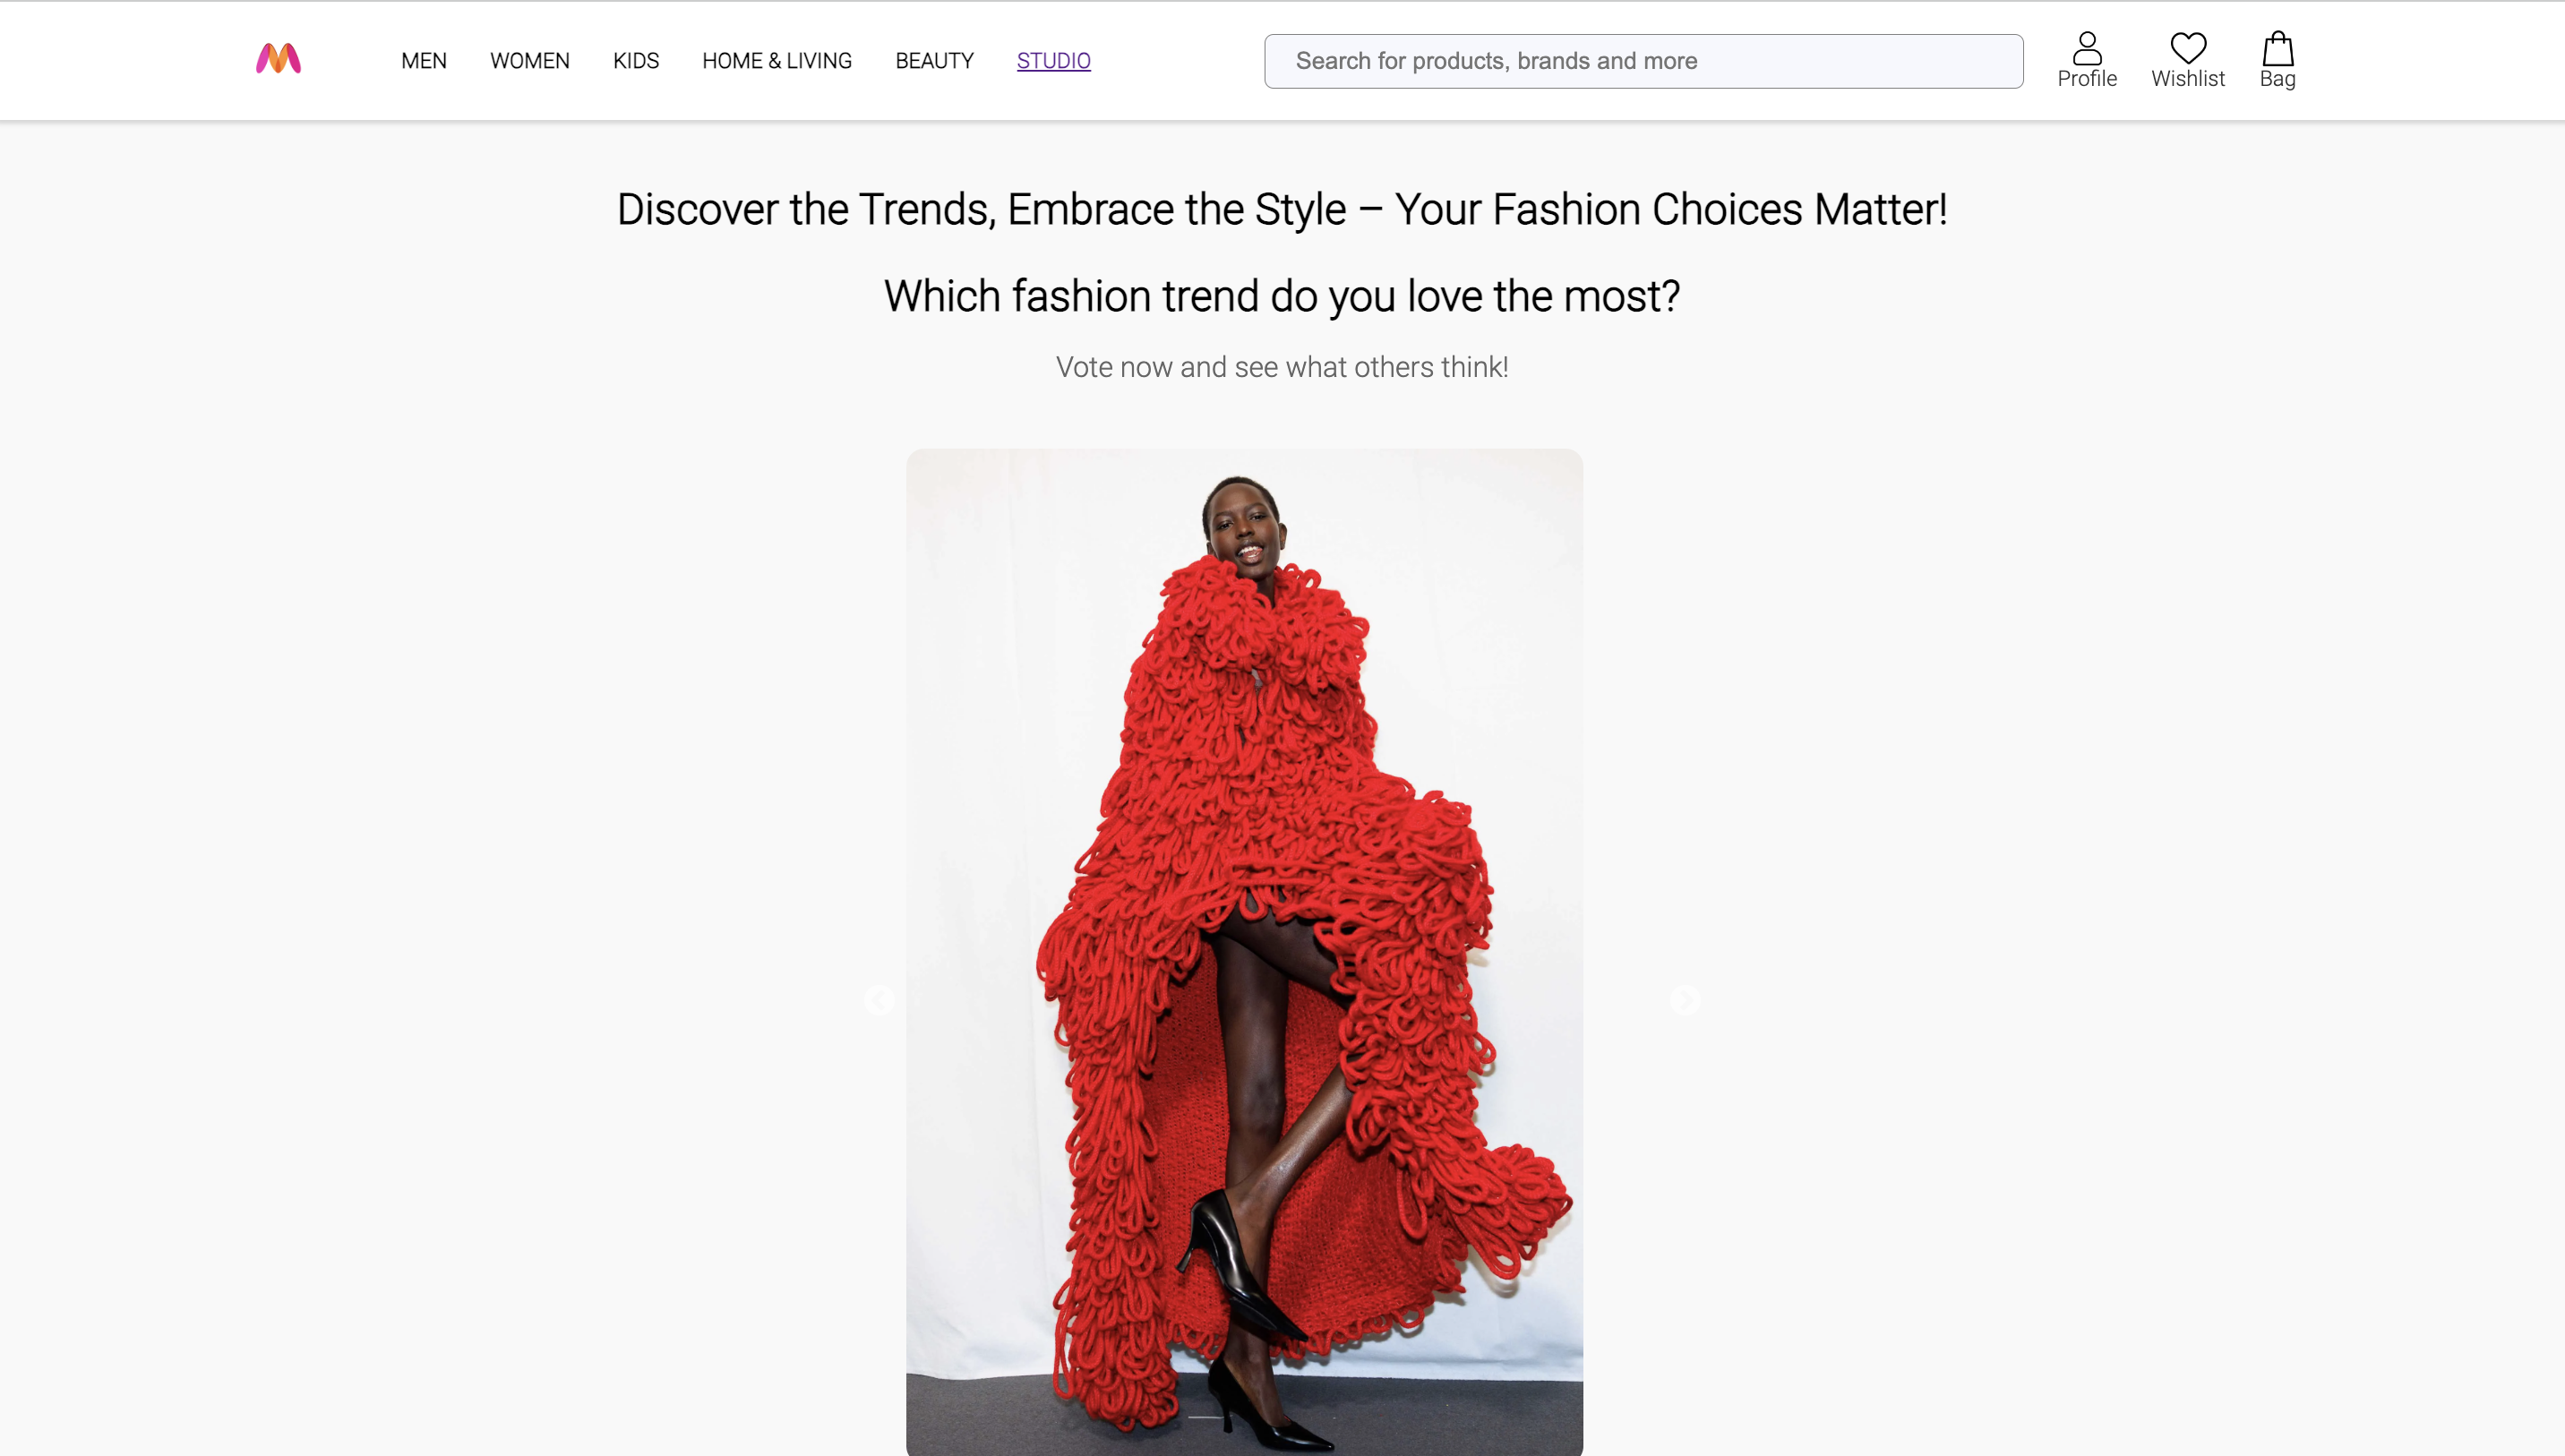 MEN WOMEN KIDS HOME & LIVING BEAUTY STUDIO Search for products, brands and more Profile Wishlist Bag
Discover the Trends, Embrace the Style – Your Fashion Choices Matter!
Which fashion trend do you love the most?
Vote now and see what others think!